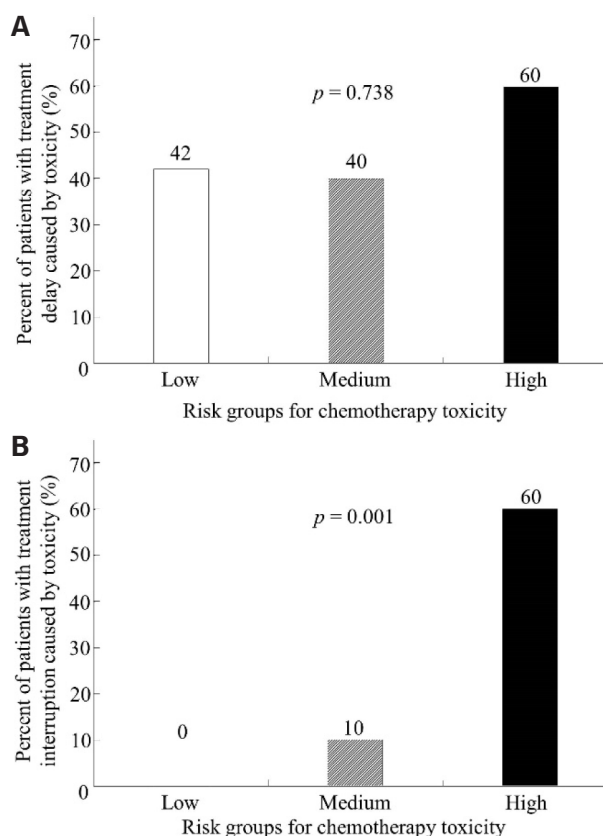 A
Percent of patients with treatment
delay caused by toxicity (%)
70
60
50
40
30
20
10
0
42
40
60
p = 0.738
Low Medium High
Risk groups for chemotherapy toxicity
B
Percent of patients with treatment
interruption caused by toxicity (%)
70
60
50
40
30
20
10
0
0
10
60
p = 0.001
Low Medium High
Risk groups for chemotherapy toxicity